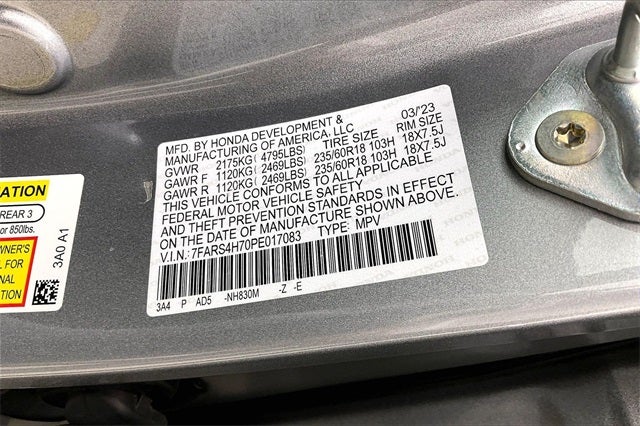 MFD. BY HONDA DEVELOPMENT & 03/'23
MANUFACTURING OF AMERICA, LLC
TIRE SIZE RIM SIZE
GVWR 2175KG ( 4795LBS)
GAWR F 1120KG ( 2469LBS) 235/60R18 103H 18X7.5J
GAWR R 1120KG ( 2469LBS) 235/60R18 103H 18X7.5J
THIS VEHICLE CONFORMS TO ALL APPLICABLE
FEDERAL MOTOR VEHICLE SAFETY
AND THEFT PREVENTION STANDARDS IN EFFECT
ON THE DATE OF MANUFACTURE SHOWN ABOVE.
V.I.N.: 7FARS4H70PE017083 TYPE: MPV
3A4 P AD5 -NH830M -Z -E
REAR 3
or 850lbs.
3A0 A1